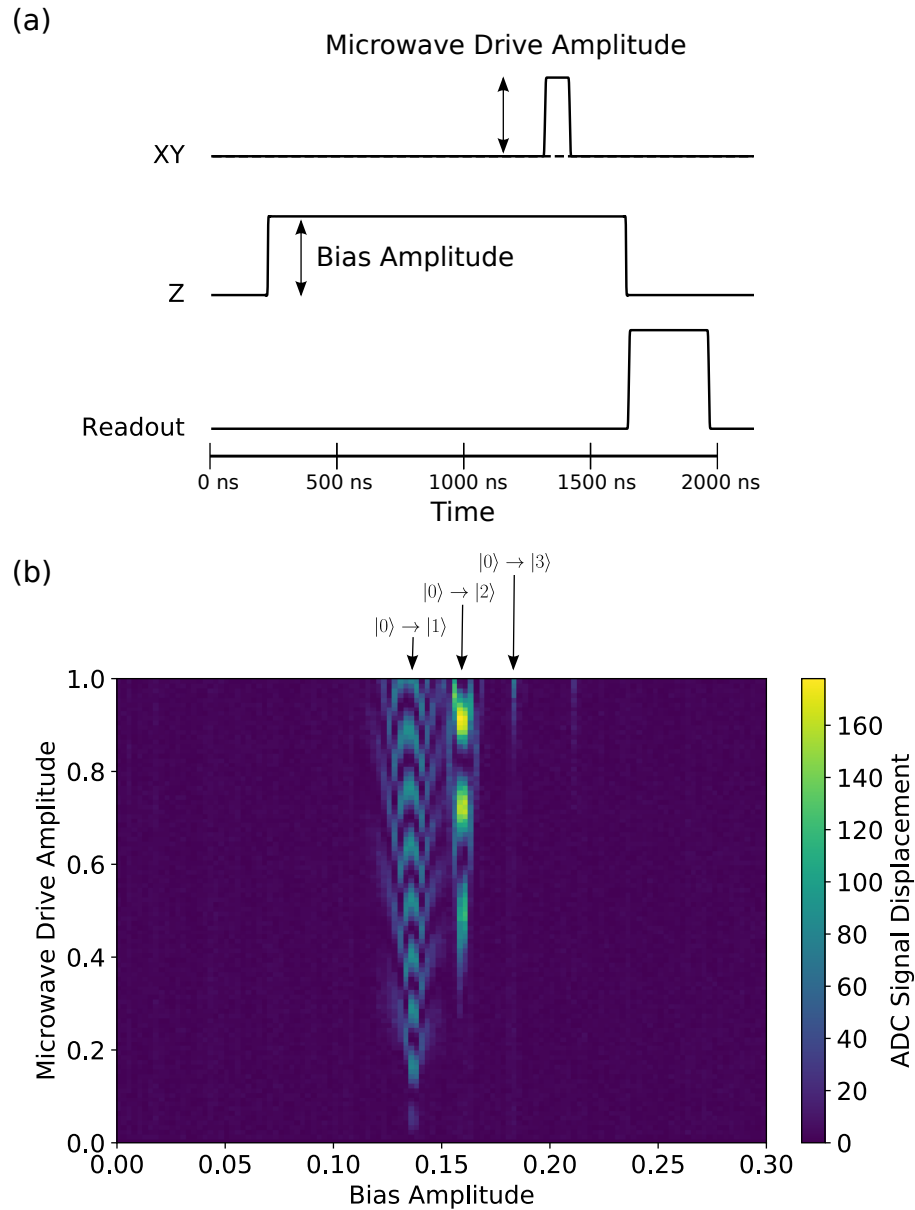 (a)
Microwave Drive Amplitude
XY
Bias Amplitude
Z
Readout
0 ns 500 ns 1000 ns 1500 ns 2000 ns
Time
(b)
|0⟩ → |3⟩
|0⟩ → |2⟩
|0⟩ → |1⟩
1.0
0.8
0.6
0.4
0.2
0.0
Microwave Drive Amplitude
0.00 0.05 0.10 0.15 0.20 0.25 0.30
Bias Amplitude
160
140
120
100
80
60
40
20
0
ADC Signal Displacement